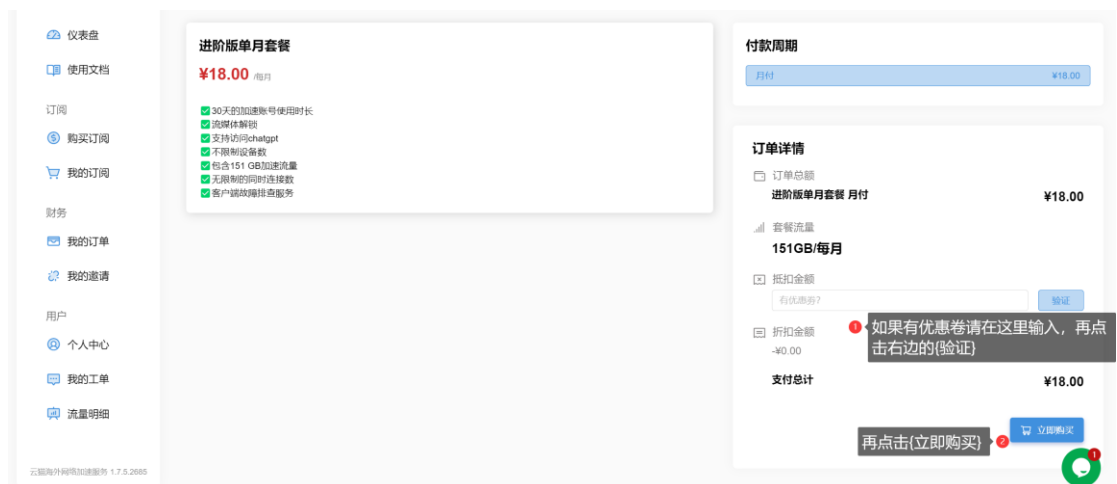 仪表盘
使用文档
订阅
购买订阅
我的订阅
财务
我的订单
我的邀请
用户
个人中心
我的工单
流量明细
云猫海外网络加速服务 1.7.5.2685
进阶版单月套餐
¥18.00 /每月
30天的加速账号使用时长
流媒体解锁
支持访问chatgpt
不限制设备数
包含151 GB加速流量
无限制的同时连接数
客户端故障排查服务
付款周期
月付 ¥18.00
订单详情
订单总额
进阶版单月套餐 月付 ¥18.00
套餐流量
151GB/每月
抵扣金额
有优惠券? 验证
1 如果有优惠卷请在这里输入，再点
击右边的{验证}
折扣金额
-¥0.00
支付总计 ¥18.00
立即购买
再点击{立即购买} 2
1